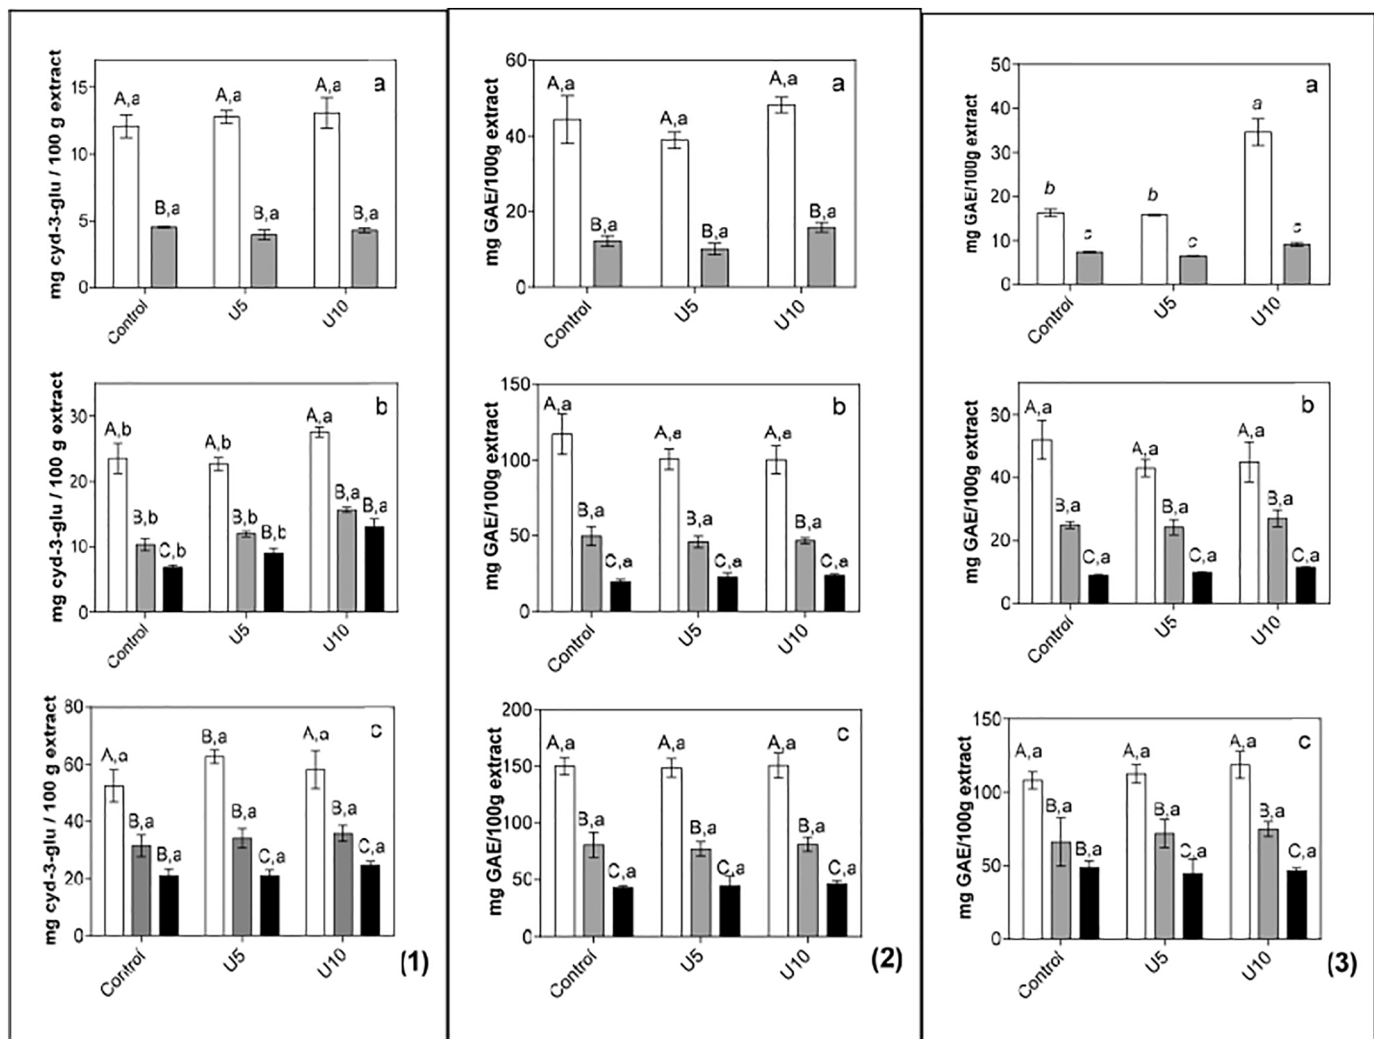 a
mg cyd-3-glu / 100 g extract
15
10
5
0
A,a
B,a
A,a
B,a
A,a
B,a
Control
U5
U10
b
mg cyd-3-glu / 100 g extract
30
20
10
0
A,b
B,b
C,b
A,b
B,b
B,b
A,a
B,a
B,a
Control
U5
U10
c
mg cyd-3-glu / 100 g extract
80
60
40
20
0
A,a
B,a
B,a
B,a
B,a
C,a
A,a
B,a
C,a
Control
U5
U10
(1)
a
mg GAE/100g extract
60
40
20
0
A,a
B,a
A,a
B,a
A,a
B,a
Control
U5
U10
b
mg GAE/100g extract
150
100
50
0
A,a
B,a
C,a
A,a
B,a
C,a
A,a
B,a
C,a
Control
U5
U10
c
mg GAE/100g extract
200
150
100
50
0
A,a
B,a
C,a
A,a
B,a
C,a
A,a
B,a
C,a
Control
U5
U10
(2)
a
mg GAE/100g extract
50
40
30
20
10
0
b
c
b
c
a
c
Control
U5
U10
b
mg GAE/100g extract
60
40
20
0
A,a
B,a
C,a
A,a
B,a
C,a
A,a
B,a
C,a
Control
U5
U10
c
mg GAE/100g extract
150
100
50
0
A,a
B,a
B,a
A,a
B,a
C,a
A,a
B,a
C,a
Control
U5
U10
(3)